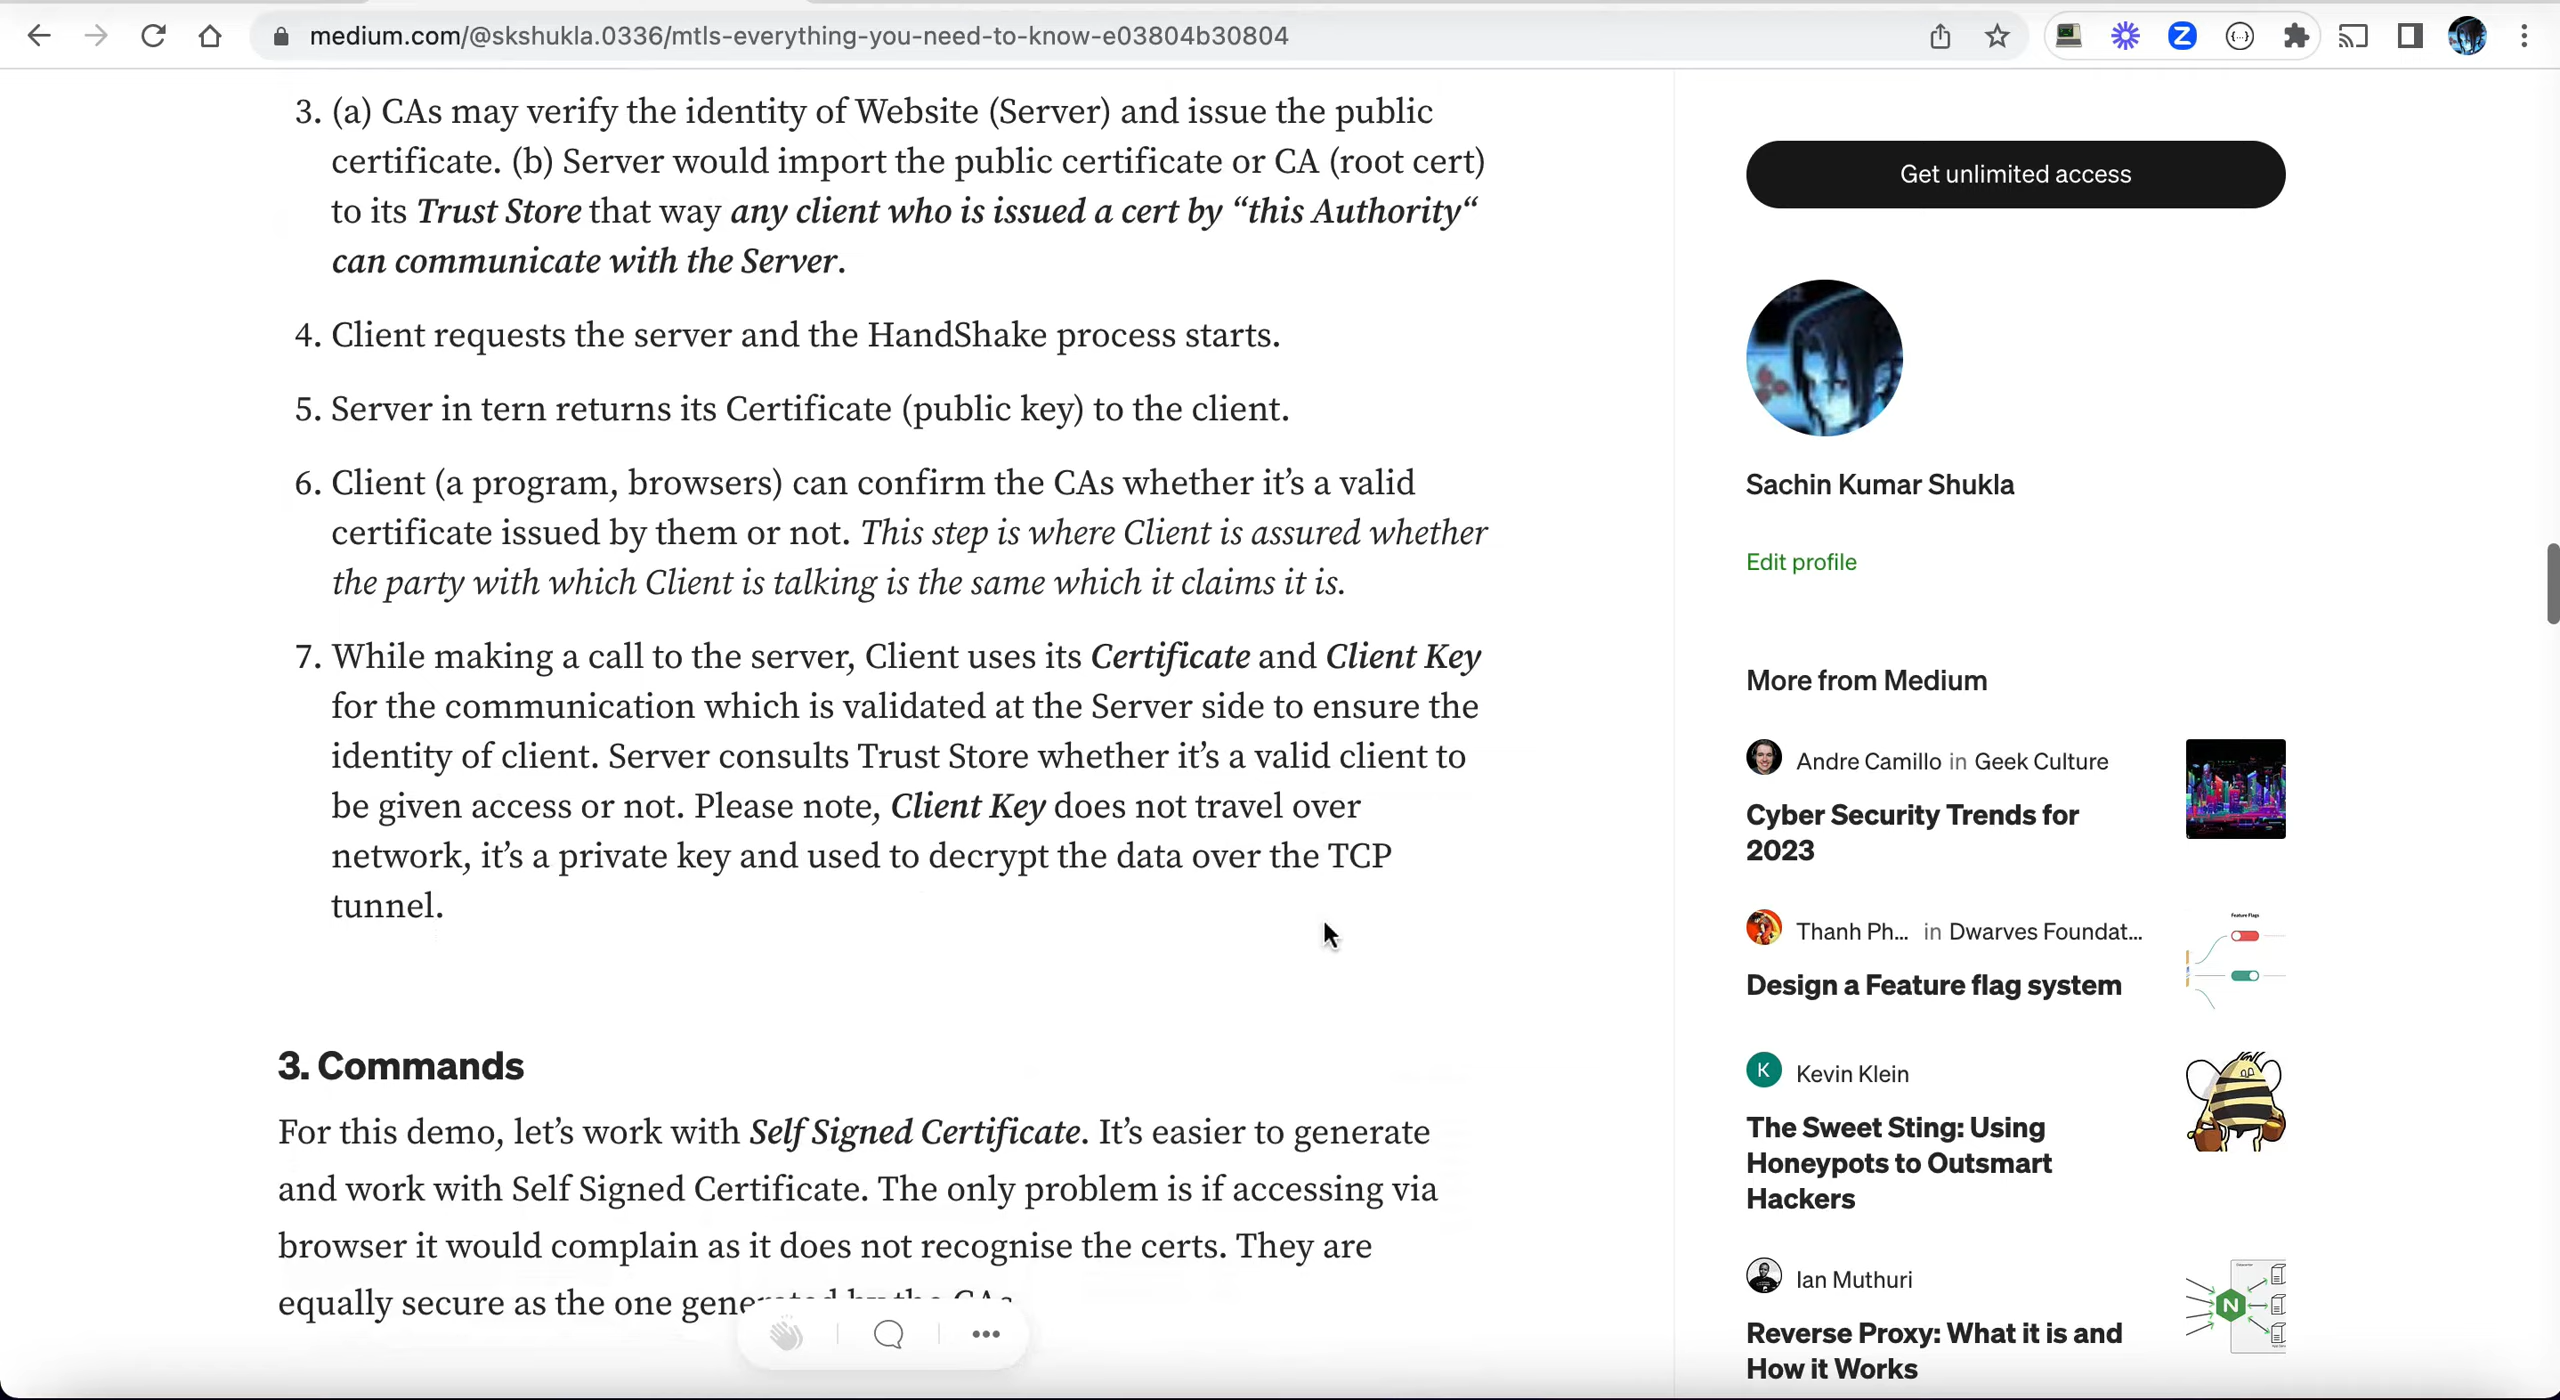 medium.com/@skshukla.0336/mtls-everything-you-need-to-know-e03804b30804
3. (a) CAs may verify the identity of Website (Server) and issue the public
certificate. (b) Server would import the public certificate or CA (root cert)
to its Trust Store that way any client who is issued a cert by “this Authority“
can communicate with the Server.
4. Client requests the server and the HandShake process starts.
5. Server in tern returns its Certificate (public key) to the client.
6. Client (a program, browsers) can confirm the CAs whether it’s a valid
certificate issued by them or not. This step is where Client is assured whether
the party with which Client is talking is the same which it claims it is.
7. While making a call to the server, Client uses its Certificate and Client Key
for the communication which is validated at the Server side to ensure the
identity of client. Server consults Trust Store whether it’s a valid client to
be given access or not. Please note, Client Key does not travel over
network, it’s a private key and used to decrypt the data over the TCP
tunnel.
3. Commands
For this demo, let’s work with Self Signed Certificate. It’s easier to generate
and work with Self Signed Certificate. The only problem is if accessing via
browser it would complain as it does not recognise the certs. They are
equally secure as the one generated by the CAs
Get unlimited access
Sachin Kumar Shukla
Edit profile
More from Medium
Andre Camillo in Geek Culture
Cyber Security Trends for
2023
Thanh Ph... in Dwarves Foundat...
Feature Flags
Design a Feature flag system
K Kevin Klein
The Sweet Sting: Using
Honeypots to Outsmart
Hackers
Ian Muthuri
N
Reverse Proxy: What it is and
How it Works